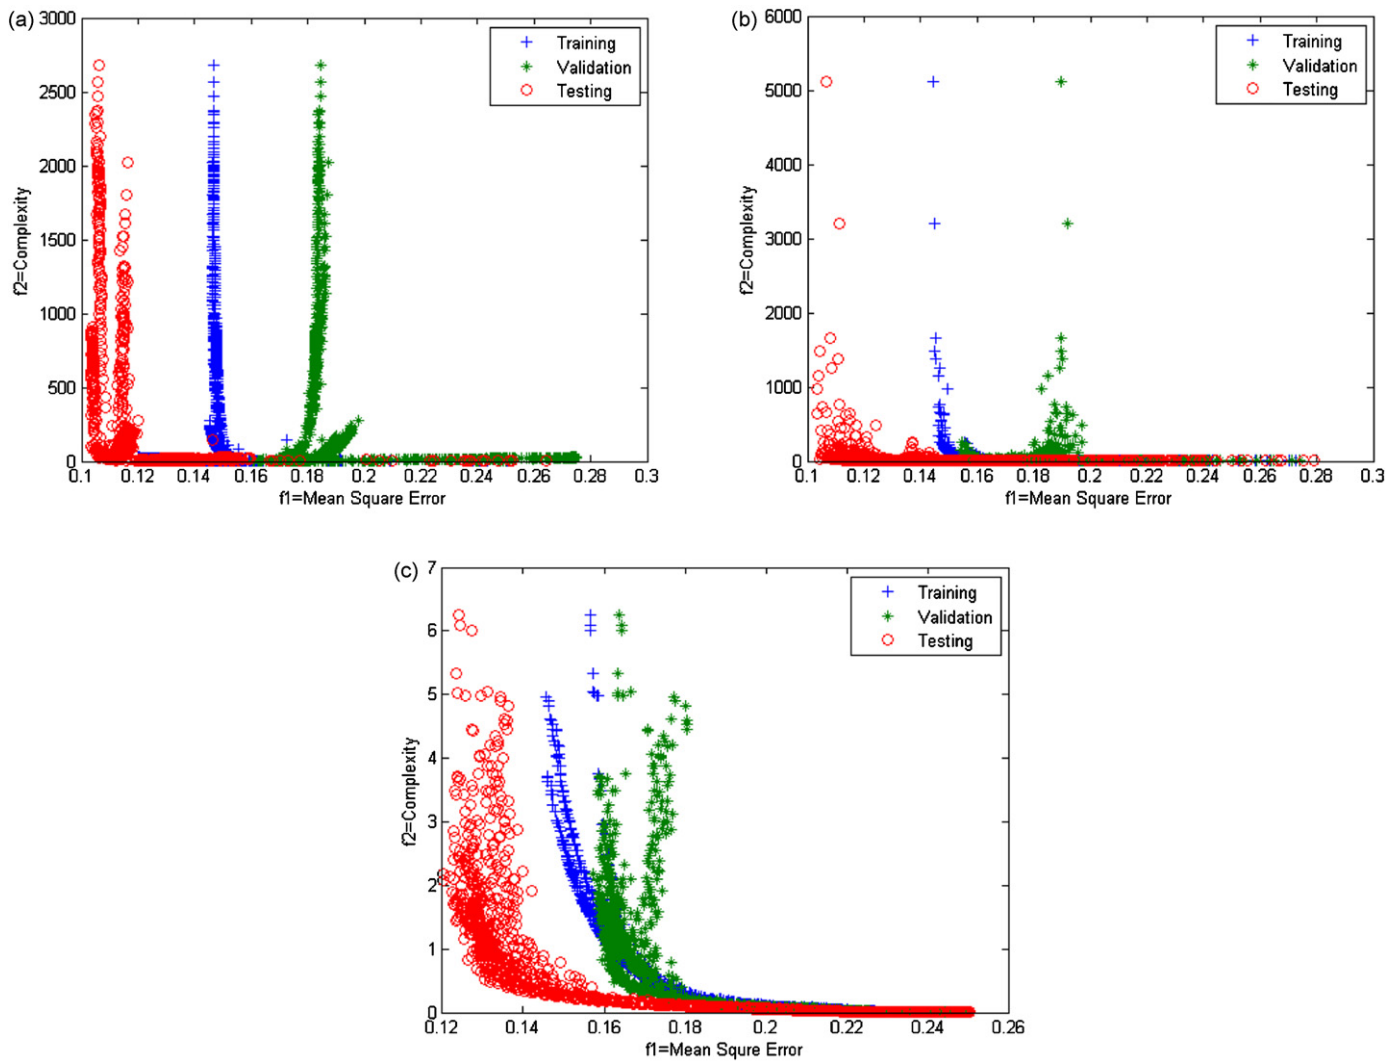 (a)
3000
2500
2000
1500
1000
500
0
f2=Complexity
0.1 0.12 0.14 0.16 0.18 0.2 0.22 0.24 0.26 0.28 0.3
f1=Mean Square Error
Training
Validation
Testing
(b)
6000
5000
4000
3000
2000
1000
0
f2=Complexity
0.1 0.12 0.14 0.16 0.18 0.2 0.22 0.24 0.26 0.28 0.3
f1=Mean Square Error
Training
Validation
Testing
(c)
7
6
5
4
3
2
1
0
f2=Complexity
0.12 0.14 0.16 0.18 0.2 0.22 0.24 0.26
f1=Mean Squre Error
Training
Validation
Testing